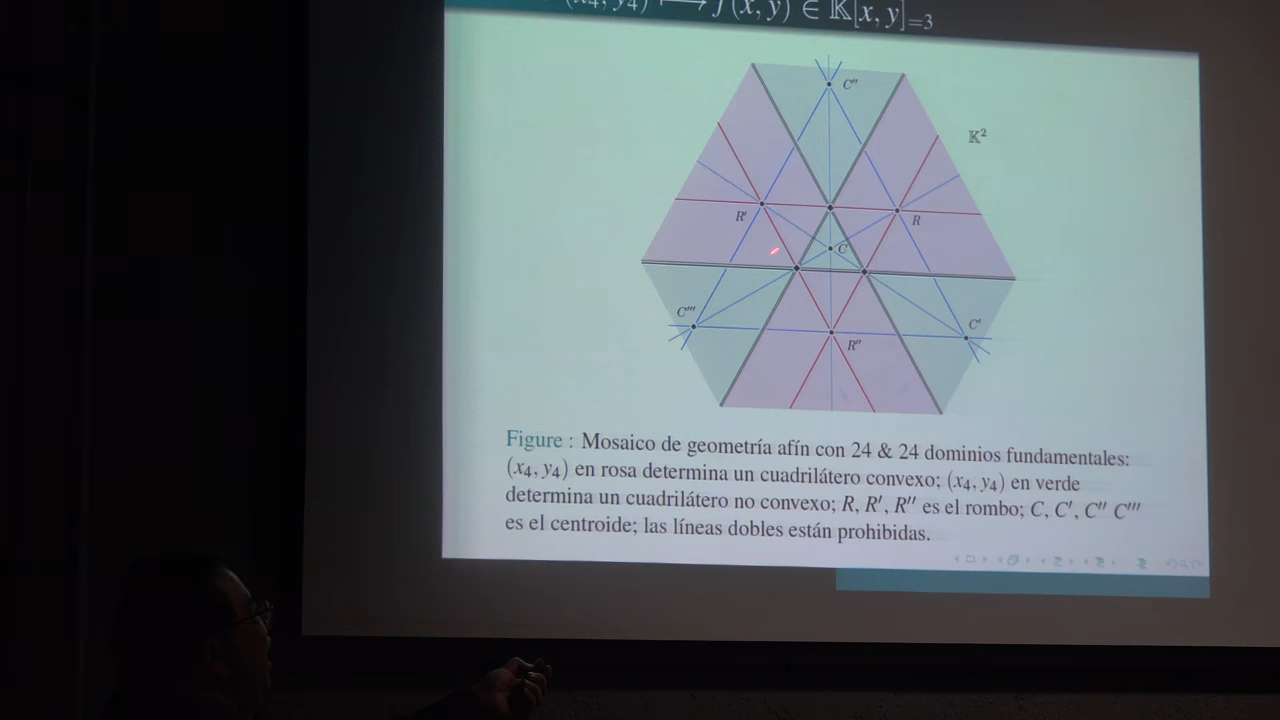 (x₄, y₄) ⟼ f(x, y) ∈ 𝕂[x, y]₌₃
C″
𝕂²
R′
R
C
C‴
C′
R″
Figure : Mosaico de geometría afín con 24 & 24 dominios fundamentales:
(x₄, y₄) en rosa determina un cuadrilátero convexo; (x₄, y₄) en verde
determina un cuadrilátero no convexo; R, R′, R″ es el rombo; C, C′, C″ C‴
es el centroide; las líneas dobles están prohibidas.